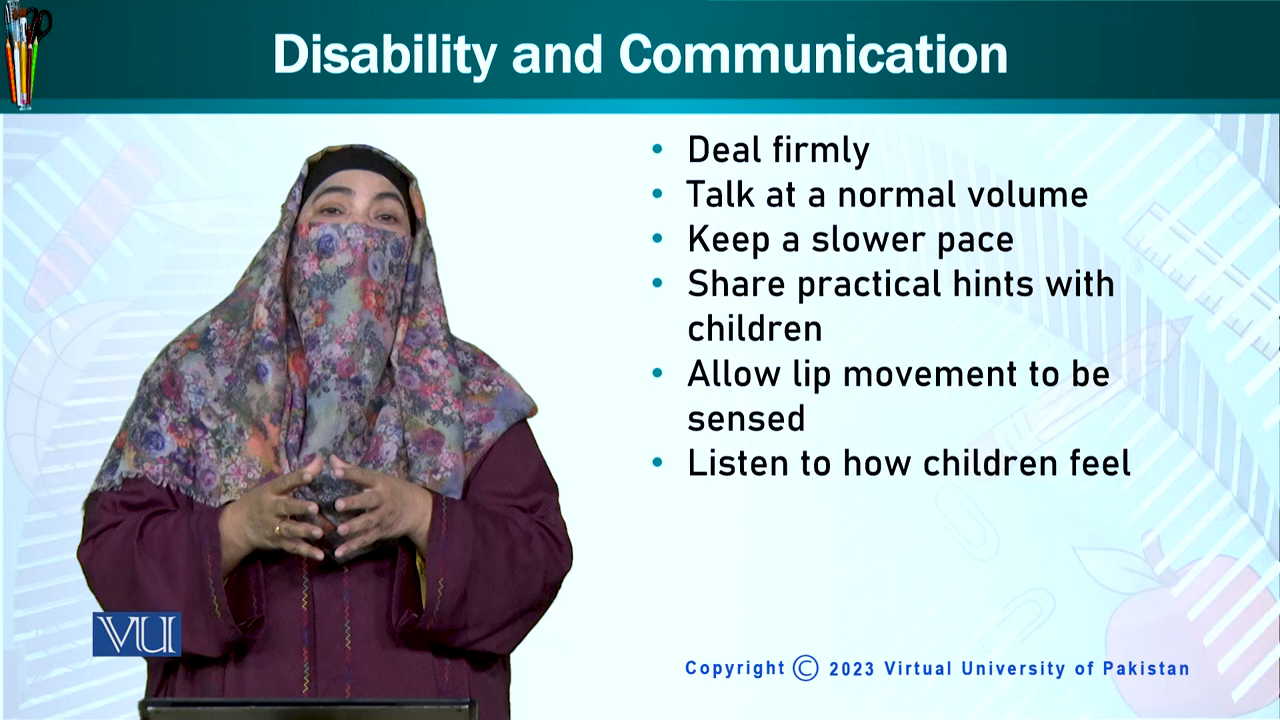 Disability and Communication
• Deal firmly
• Talk at a normal volume
• Keep a slower pace
• Share practical hints with
children
• Allow lip movement to be
sensed
• Listen to how children feel
VU
Copyright © 2023 Virtual University of Pakistan